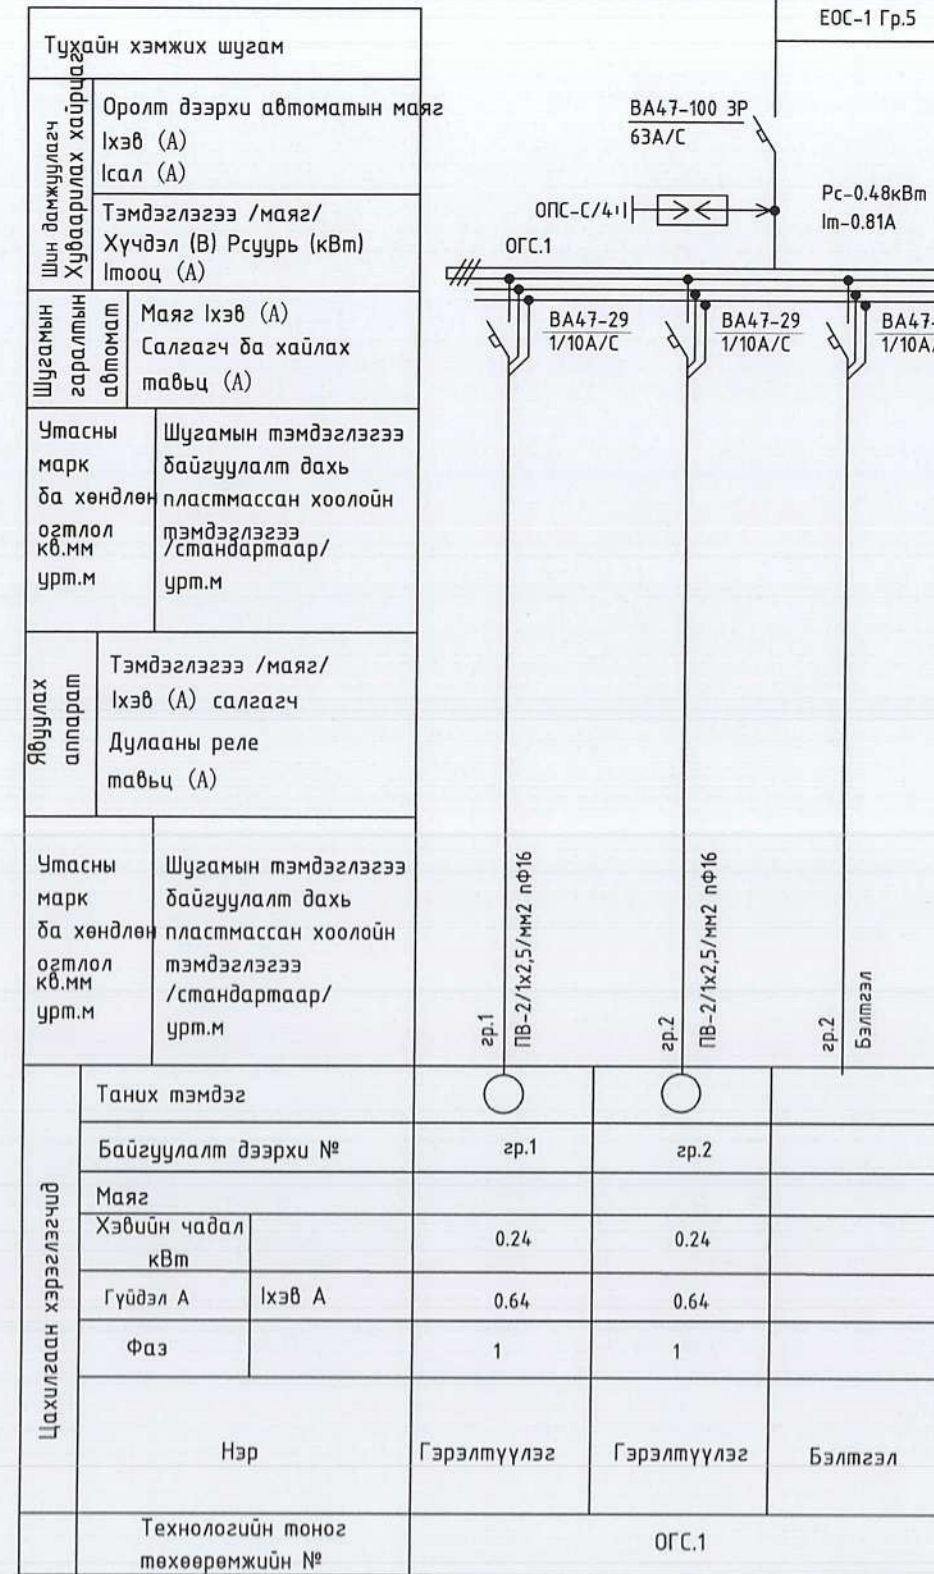 ЕОС-1 Гр.5
Тухайн хэмжих шугам
Шин дамжуулагч
Хуваарилах хайрцаг
Оролт дээрхи автоматын маяг
Iхэв (А)
Iсал (А)
Тэмдэглэгээ /маяг/
Хүчдэл (В) Рсуурь (кВт)
Iтооц (А)
ВА47-100 3Р
63А/С
ОПС-С/4
Рс-0.48кВт
Iт-0.81А
ОГС.1
Шугамын
гаралтын
автомат
Маяг Iхэв (А)
Салгагч ба хайлах
тавьц (А)
ВА47-29
1/10А/С
ВА47-29
1/10А/С
ВА47-
1/10А/
Утасны
марк
ба хөндлөн
огтлол
кв.мм
урт.м
Шугамын тэмдэглэгээ
байгуулалт дахь
пластмассан хоолойн
тэмдэглэгээ
/стандартаар/
урт.м
Явуулах
аппарат
Тэмдэглэгээ /маяг/
Iхэв (А) салгагч
Дулааны реле
тавьц (А)
Утасны
марк
ба хөндлөн
огтлол
кв.мм
урт.м
Шугамын тэмдэглэгээ
байгуулалт дахь
пластмассан хоолойн
тэмдэглэгээ
/стандартаар/
урт.м
гр.1
ПВ-2/1х2,5/мм2 пФ16
гр.2
ПВ-2/1х2,5/мм2 пФ16
гр.2
Бэлтгэл
Цахилгаан хэрэглэгчид
Таних тэмдэг
Байгуулалт дээрхи № гр.1 гр.2
Маяг
Хэвийн чадал
кВт
0.24 0.24
Гүйдэл А Iхэв А 0.64 0.64
Фаз 1 1
Нэр Гэрэлтүүлэг Гэрэлтүүлэг Бэлтгэл
Технологийн тоног
төхөөрөмжийн №
ОГС.1